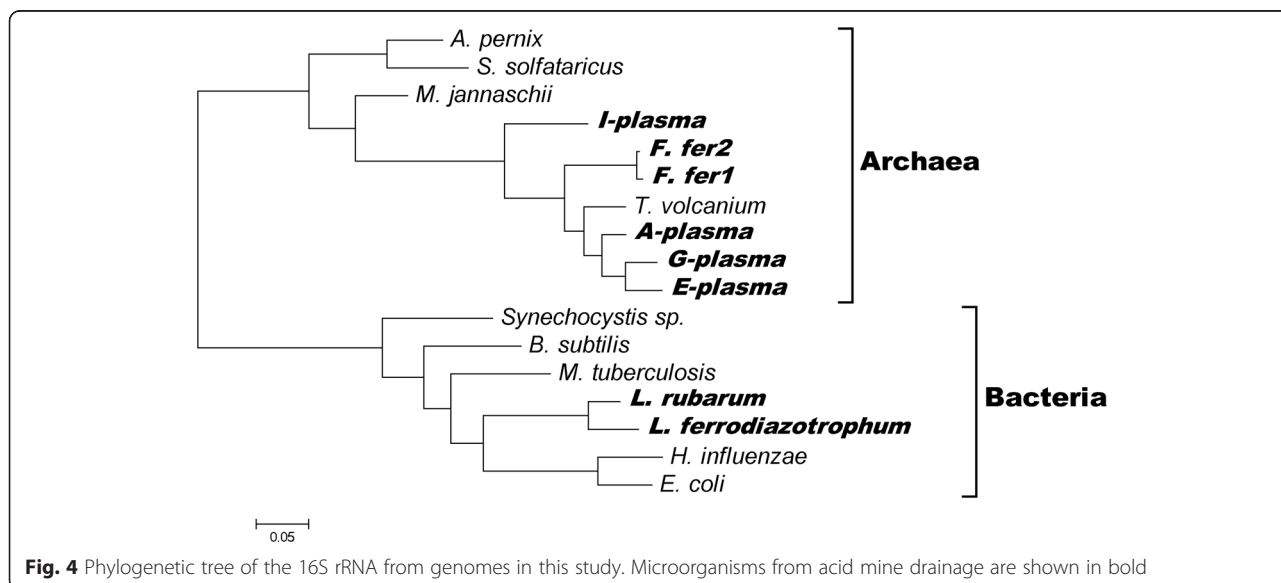 A. pernix
S. solfataricus
M. jannaschii
I-plasma
F. fer2
F. fer1
Archaea
T. volcanium
A-plasma
G-plasma
E-plasma
Synechocystis sp.
B. subtilis
M. tuberculosis
L. rubarum
Bacteria
L. ferrodiazotrophum
H. influenzae
E. coli
0.05
Fig. 4 Phylogenetic tree of the 16S rRNA from genomes in this study. Microorganisms from acid mine drainage are shown in bold